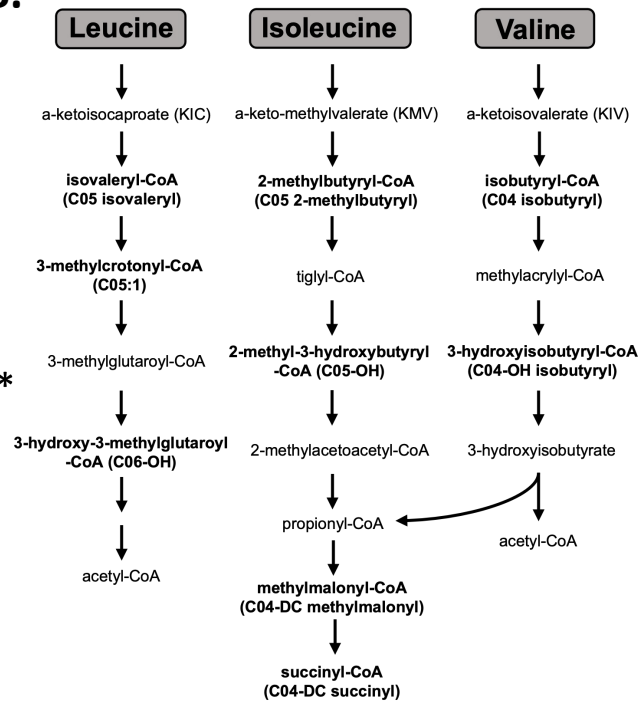 Leucine
a-ketoisocaproate (KIC)
isovaleryl-CoA
(C05 isovaleryl)
3-methylcrotonyl-CoA
(C05:1)
3-methylglutaroyl-CoA
*
3-hydroxy-3-methylglutaroyl
-CoA (C06-OH)
acetyl-CoA
Isoleucine
a-keto-methylvalerate (KMV)
2-methylbutyryl-CoA
(C05 2-methylbutyryl)
tiglyl-CoA
2-methyl-3-hydroxybutyryl
-CoA (C05-OH)
2-methylacetoacetyl-CoA
propionyl-CoA
methylmalonyl-CoA
(C04-DC methylmalonyl)
succinyl-CoA
(C04-DC succinyl)
Valine
a-ketoisovalerate (KIV)
isobutyryl-CoA
(C04 isobutyryl)
methylacrylyl-CoA
3-hydroxyisobutyryl-CoA
(C04-OH isobutyryl)
3-hydroxyisobutyrate
acetyl-CoA